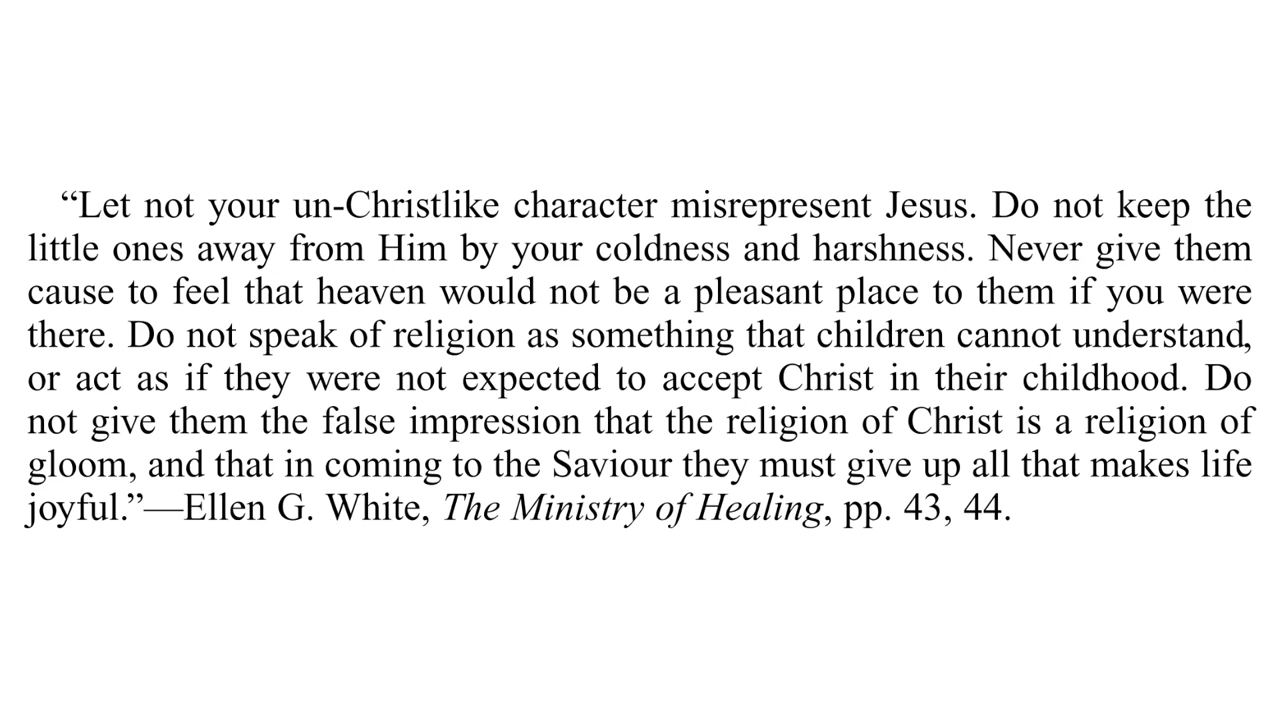 “Let not your un-Christlike character misrepresent Jesus. Do not keep the
little ones away from Him by your coldness and harshness. Never give them
cause to feel that heaven would not be a pleasant place to them if you were
there. Do not speak of religion as something that children cannot understand,
or act as if they were not expected to accept Christ in their childhood. Do
not give them the false impression that the religion of Christ is a religion of
gloom, and that in coming to the Saviour they must give up all that makes life
joyful.”—Ellen G. White, The Ministry of Healing, pp. 43, 44.